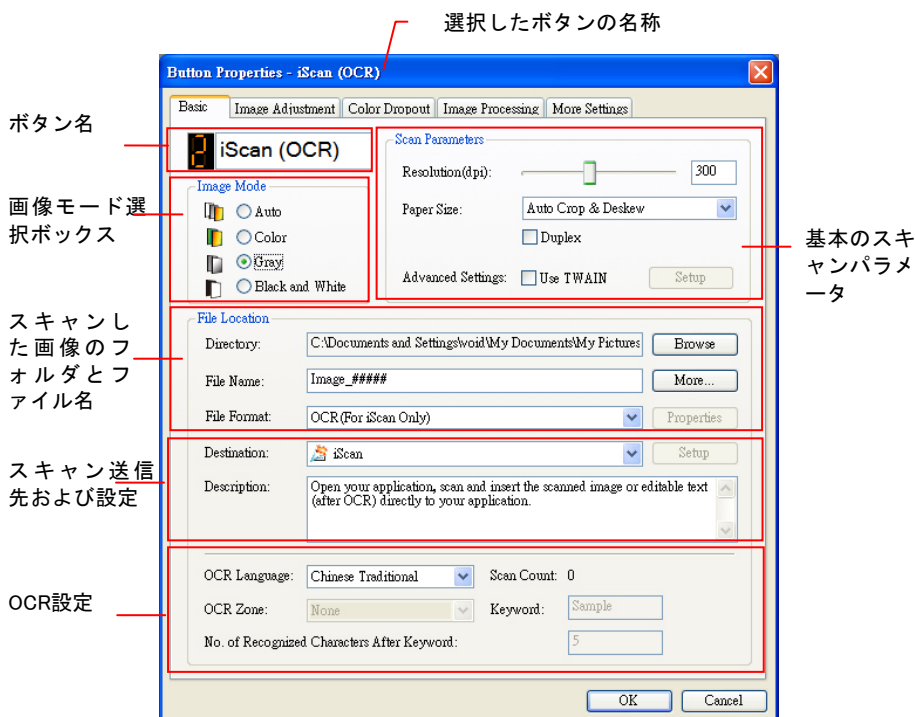 選択したボタンの名称
Button Properties - iScan (OCR)
Basic Image Adjustment Color Dropout Image Processing More Settings
ボタン名
2 iScan (OCR)
画像モード選
択ボックス
Image Mode
Auto
Color
Gray
Black and White
Scan Parameters
Resolution(dpi): 300
Paper Size: Auto Crop & Deskew
Duplex
Advanced Settings: Use TWAIN Setup
基本のスキ
ャンパラメ
ータ
スキャンし
た画像のフ
ォルダとフ
ァイル名
File Location
Directory: C:\Documents and Settings\void\My Documents\My Pictures Browse
File Name: Image_##### More...
File Format: OCR(For iScan Only) Properties
スキャン送信
先および設定
Destination: iScan Setup
Description: Open your application, scan and insert the scanned image or editable text
(after OCR) directly to your application.
OCR設定
OCR Language: Chinese Traditional Scan Count: 0
OCR Zone: None Keyword: Sample
No. of Recognized Characters After Keyword: 5
OK Cancel